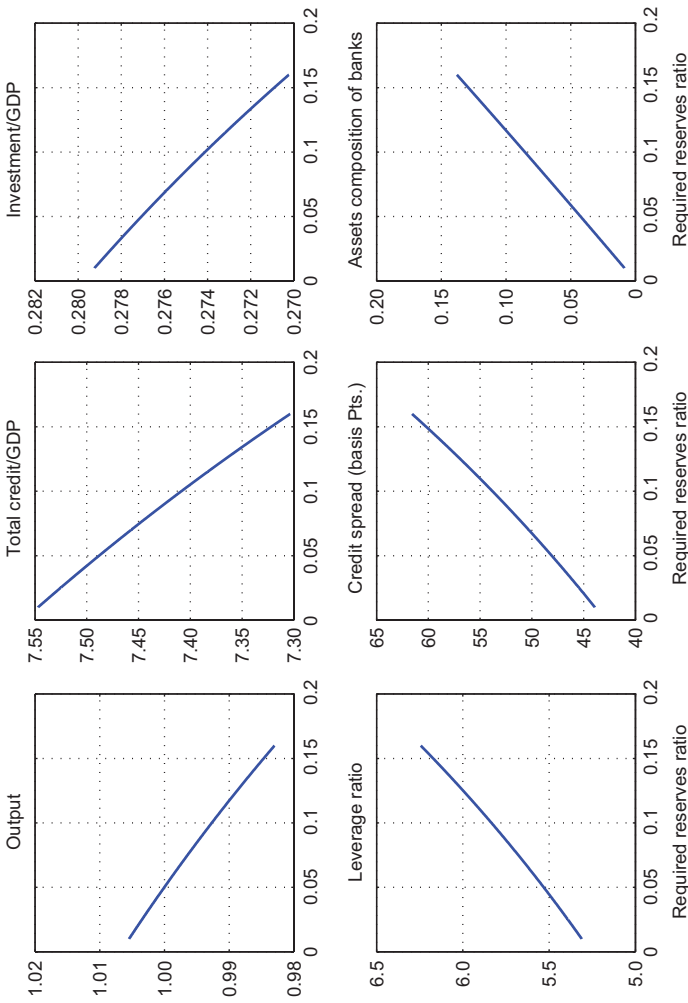 Output
1.02
1.01
1.00
0.99
0.98
0 0.05 0.1 0.15 0.2
Total credit/GDP
7.55
7.50
7.45
7.40
7.35
7.30
0 0.05 0.1 0.15 0.2
Investment/GDP
0.282
0.280
0.278
0.276
0.274
0.272
0.270
0 0.05 0.1 0.15 0.2
Leverage ratio
6.5
6.0
5.5
5.0
0 0.05 0.1 0.15 0.2
Required reserves ratio
Credit spread (basis Pts.)
65
60
55
50
48
45
40
0 0.05 0.1 0.15 0.2
Required reserves ratio
Assets composition of banks
0.20
0.15
0.10
0.05
0
0 0.05 0.1 0.15 0.2
Required reserves ratio